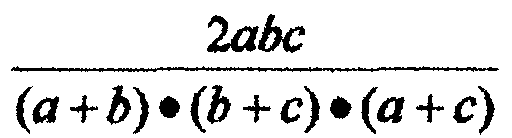 2abc
(a + b)•(b + c)•(a + c)